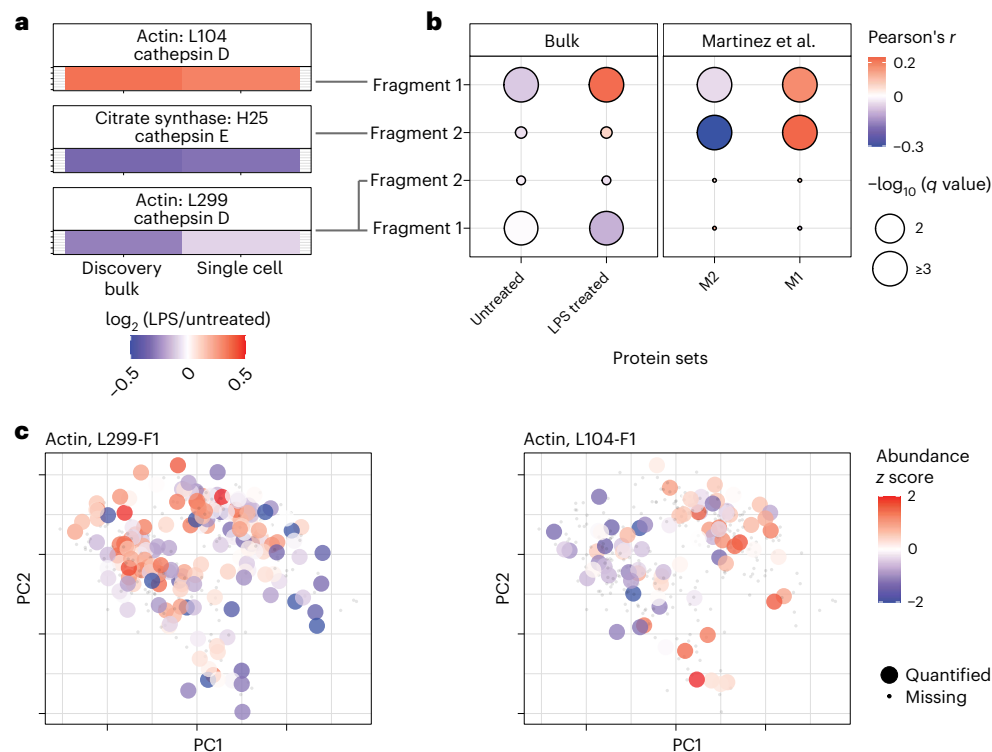 a
Actin: L104
cathepsin D
Citrate synthase: H25
cathepsin E
Actin: L299
cathepsin D
Discovery
bulk
Single cell
log2 (LPS/untreated)
−0.5
0
0.5
b
Bulk
Martinez et al.
Fragment 1
Fragment 2
Fragment 2
Fragment 1
Untreated
LPS treated
M2
M1
Protein sets
Pearson's r
0.2
0
−0.3
−log10 (q value)
2
≥3
c
Actin, L299-F1
PC2
PC1
Actin, L104-F1
PC2
PC1
Abundance
z score
2
0
−2
Quantified
Missing